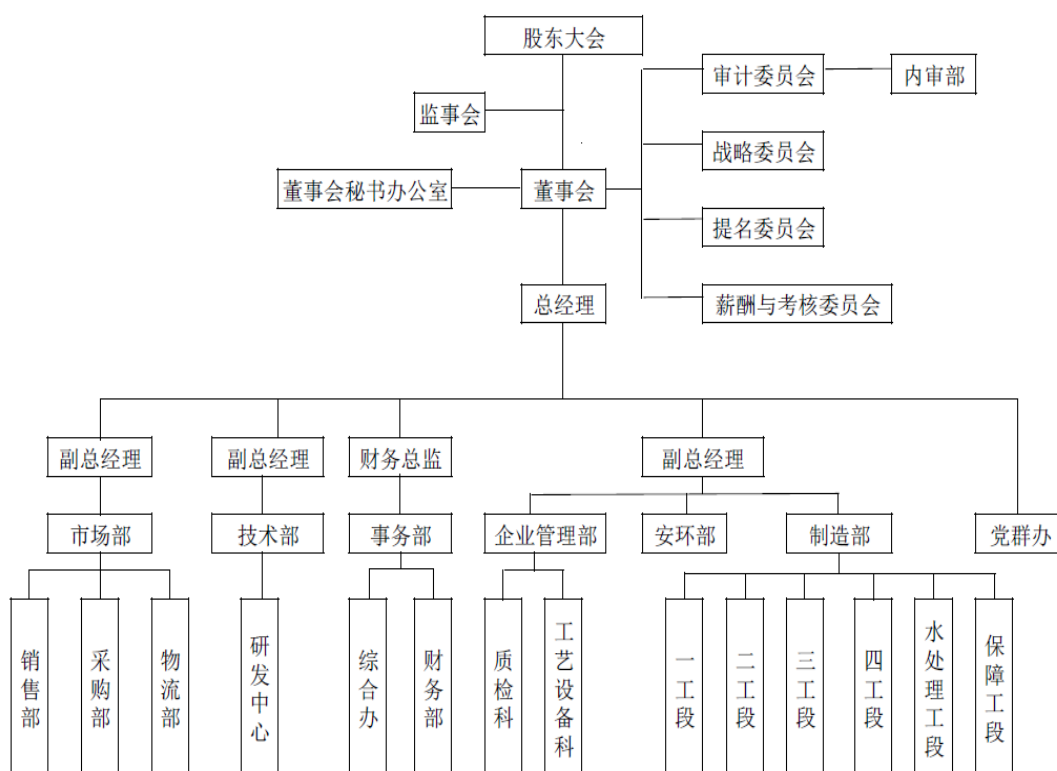 股东大会
审计委员会
内审部
监事会
战略委员会
董事会秘书办公室
董事会
提名委员会
总经理
薪酬与考核委员会
副总经理
副总经理
财务总监
副总经理
市场部
技术部
事务部
企业管理部
安环部
制造部
党群办
销售部
采购部
物流部
研发中心
综合办
财务部
质检科
工艺设备科
一工段
二工段
三工段
四工段
水处理工段
保障工段